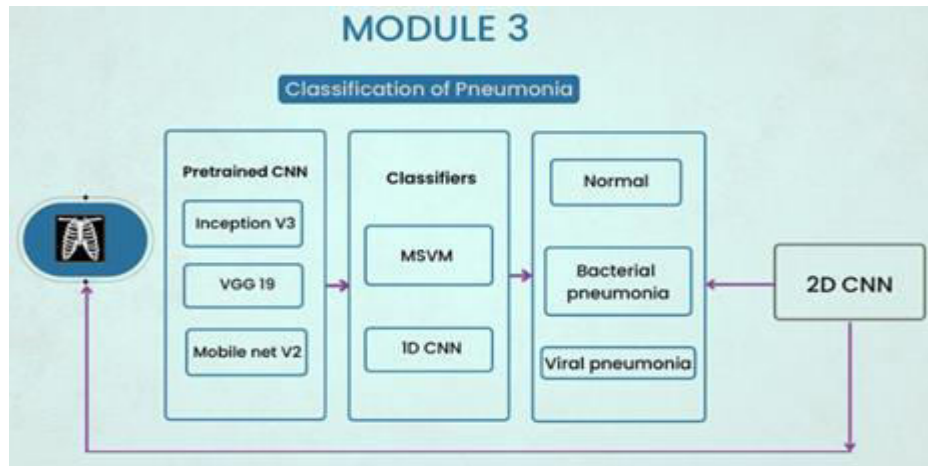 MODULE 3
Classification of Pneumonia
Pretrained CNN
Inception V3
VGG 19
Mobile net V2
Classifiers
MSVM
1D CNN
Normal
Bacterial
pneumonia
Viral pneumonia
2D CNN